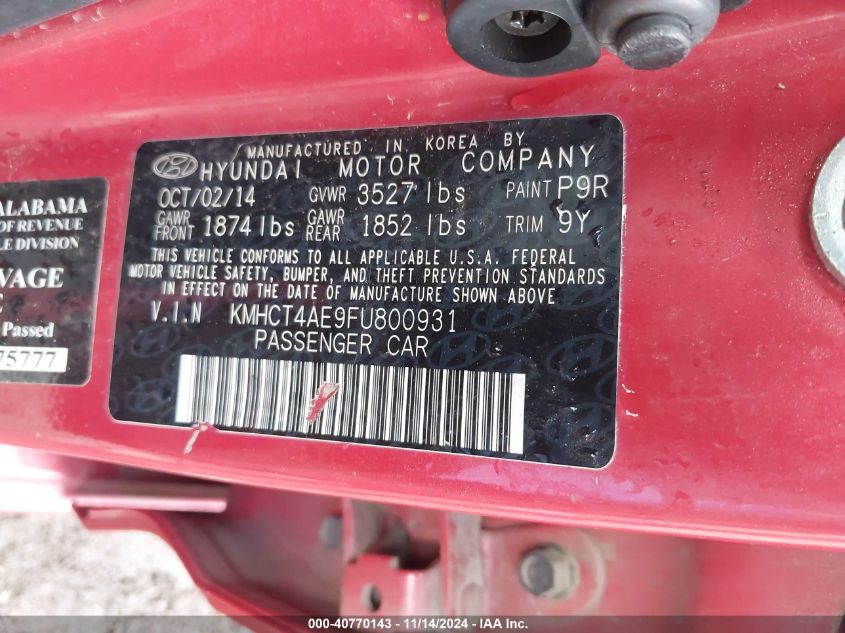 MANUFACTURED IN KOREA BY
HYUNDAI MOTOR COMPANY
OCT/02/14 GVWR 3527 lbs PAINT P9R
GAWR FRONT 1874 lbs GAWR REAR 1852 lbs TRIM 9Y
THIS VEHICLE CONFORMS TO ALL APPLICABLE U.S.A. FEDERAL
MOTOR VEHICLE SAFETY, BUMPER, AND THEFT PREVENTION STANDARDS
IN EFFECT ON THE DATE OF MANUFACTURE SHOWN ABOVE
V.I.N KMHCT4AE9FU800931
PASSENGER CAR
ALABAMA
OF REVENUE
LE DIVISION
VAGE
E
Passed
75777
000-40770143 - 11/14/2024 - IAAI Inc.